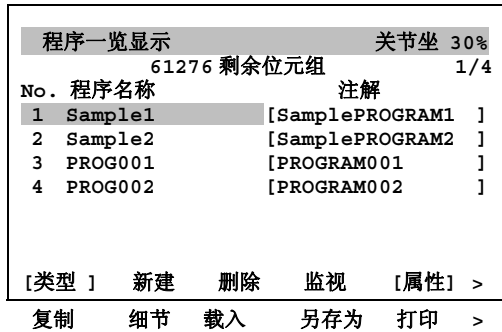 程序一览显示 关节坐 30%
61276 剩余位元组 1/4
No. 程序名称 注解
1 Sample1 [SamplePROGRAM1 ]
2 Sample2 [SamplePROGRAM2 ]
3 PROG001 [PROGRAM001 ]
4 PROG002 [PROGRAM002 ]
[类型 ] 新建 删除 监视 [属性] >
复制 细节 载入 另存为 打印 >